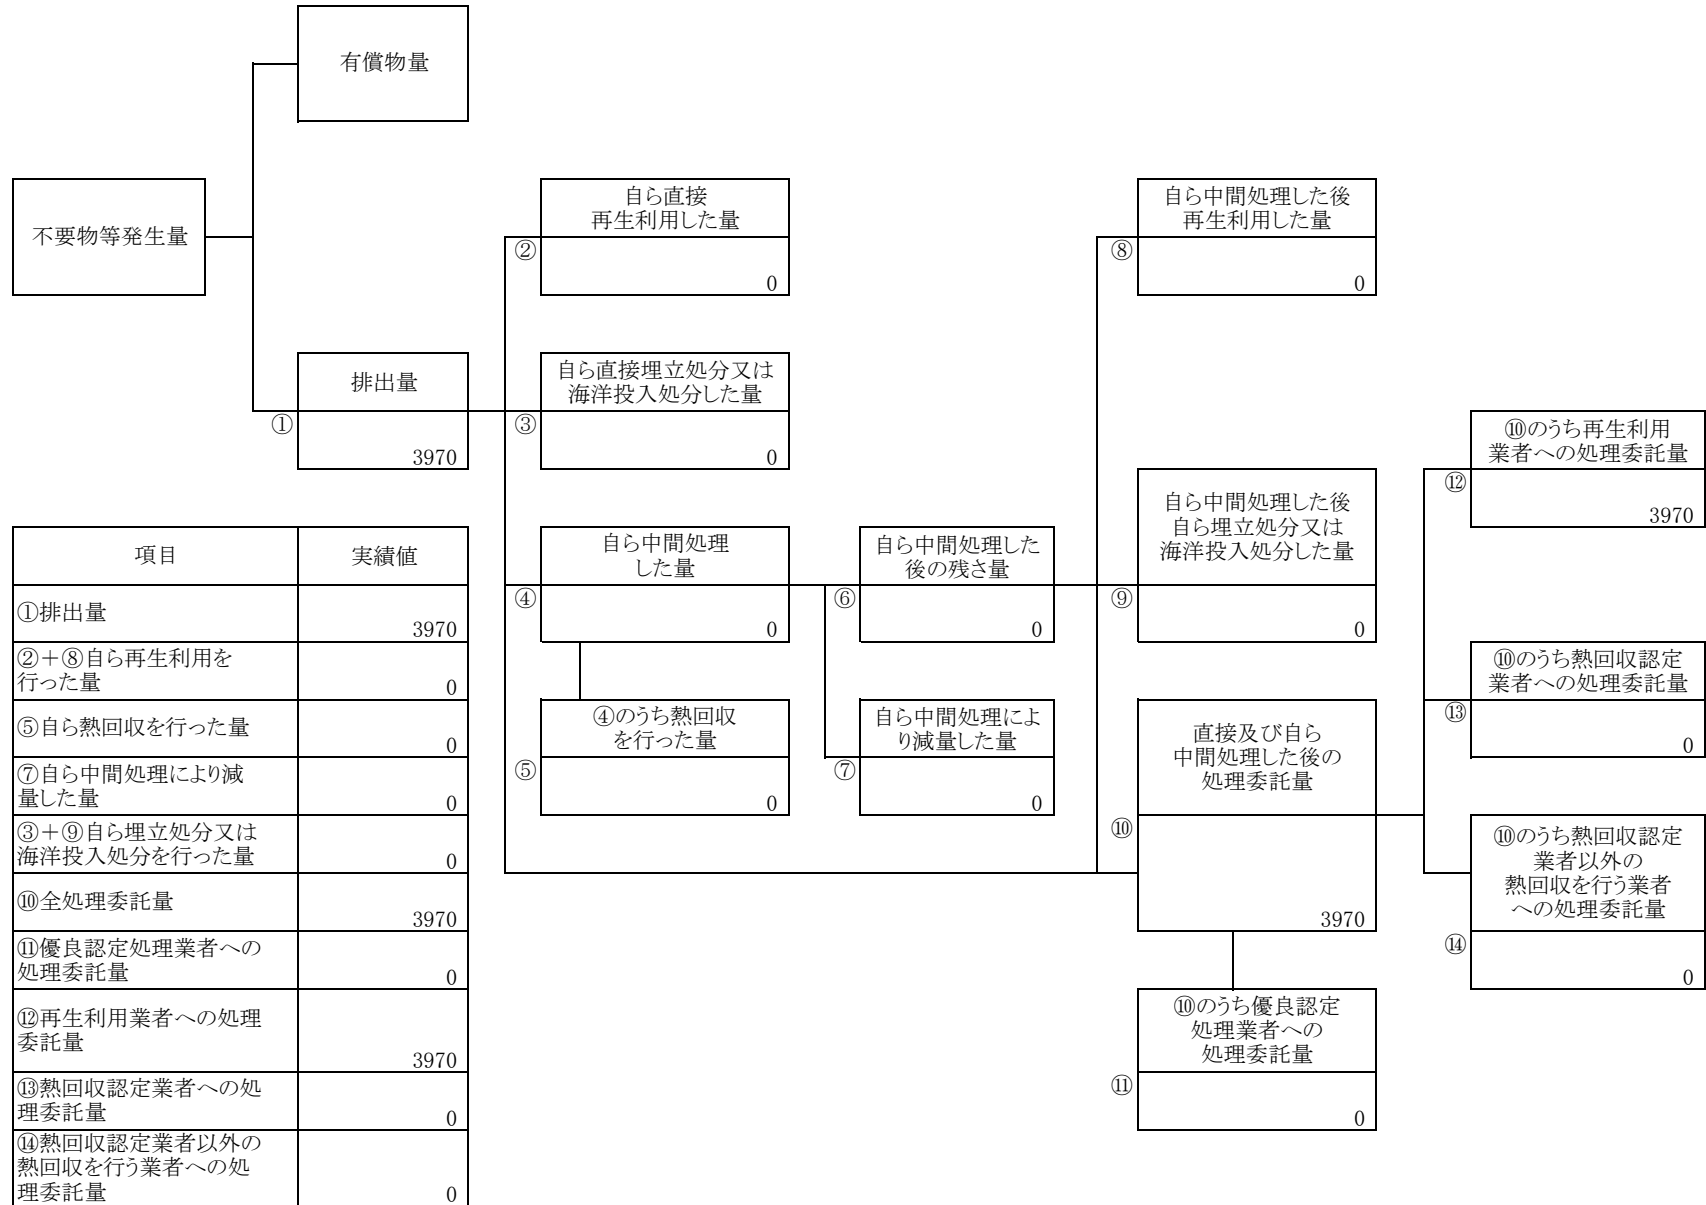 有償物量
不要物等発生量
自ら直接
再生利用した量
②
0
自ら中間処理した後
再生利用した量
⑧
0
排出量
①
3970
自ら直接埋立処分又は
海洋投入処分した量
③
0
⑩のうち再生利用
業者への処理委託量
⑫
3970
自ら中間処理した後
自ら埋立処分又は
海洋投入処分した量
⑨
0
自ら中間処理
した量
④
0
自ら中間処理した
後の残さ量
⑥
0
⑩のうち熱回収認定
業者への処理委託量
⑬
0
④のうち熱回収
を行った量
⑤
0
自ら中間処理によ
り減量した量
⑦
0
直接及び自ら
中間処理した後の
処理委託量
⑩
3970
⑩のうち熱回収認定
業者以外の
熱回収を行う業者
への処理委託量
⑭
0
⑩のうち優良認定
処理業者への
処理委託量
⑪
0
項目 実績値
①排出量
3970
②＋⑧自ら再生利用を
行った量
0
⑤自ら熱回収を行った量
0
⑦自ら中間処理により減
量した量
0
③＋⑨自ら埋立処分又は
海洋投入処分を行った量
0
⑩全処理委託量
3970
⑪優良認定処理業者への
処理委託量
0
⑫再生利用業者への処理
委託量
3970
⑬熱回収認定業者への処
理委託量
0
⑭熱回収認定業者以外の
熱回収を行う業者への処
理委託量
0